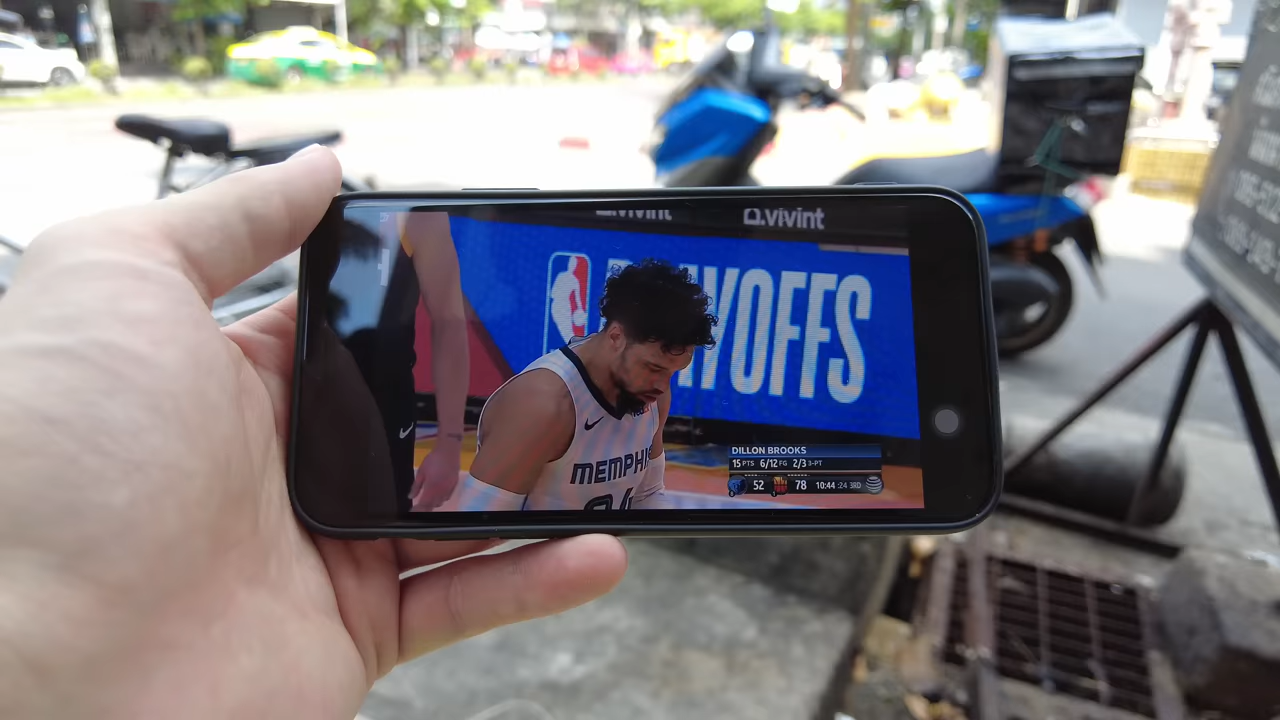 vivint
vivint
PLAYOFFS
MEMPHIS
DILLON BROOKS
15 PTS 6/12 FG 2/3 3-PT
52 78 10:44 :24 3RD